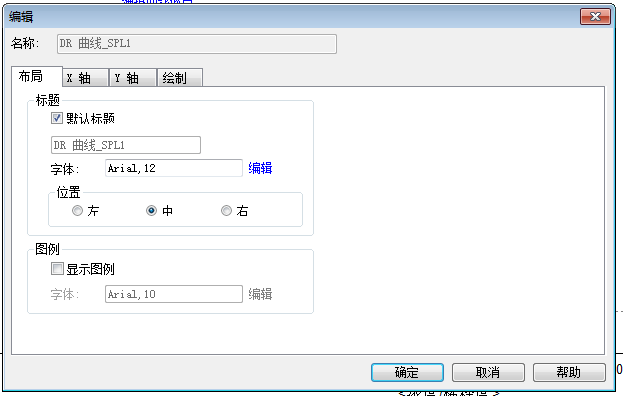 编辑
名称: DR 曲线_SPL1
布局 X 轴 Y 轴 绘制
标题
默认标题
DR 曲线_SPL1
字体: Arial,12 编辑
位置
左 中 右
图例
显示图例
字体: Arial,10 编辑
确定 取消 帮助